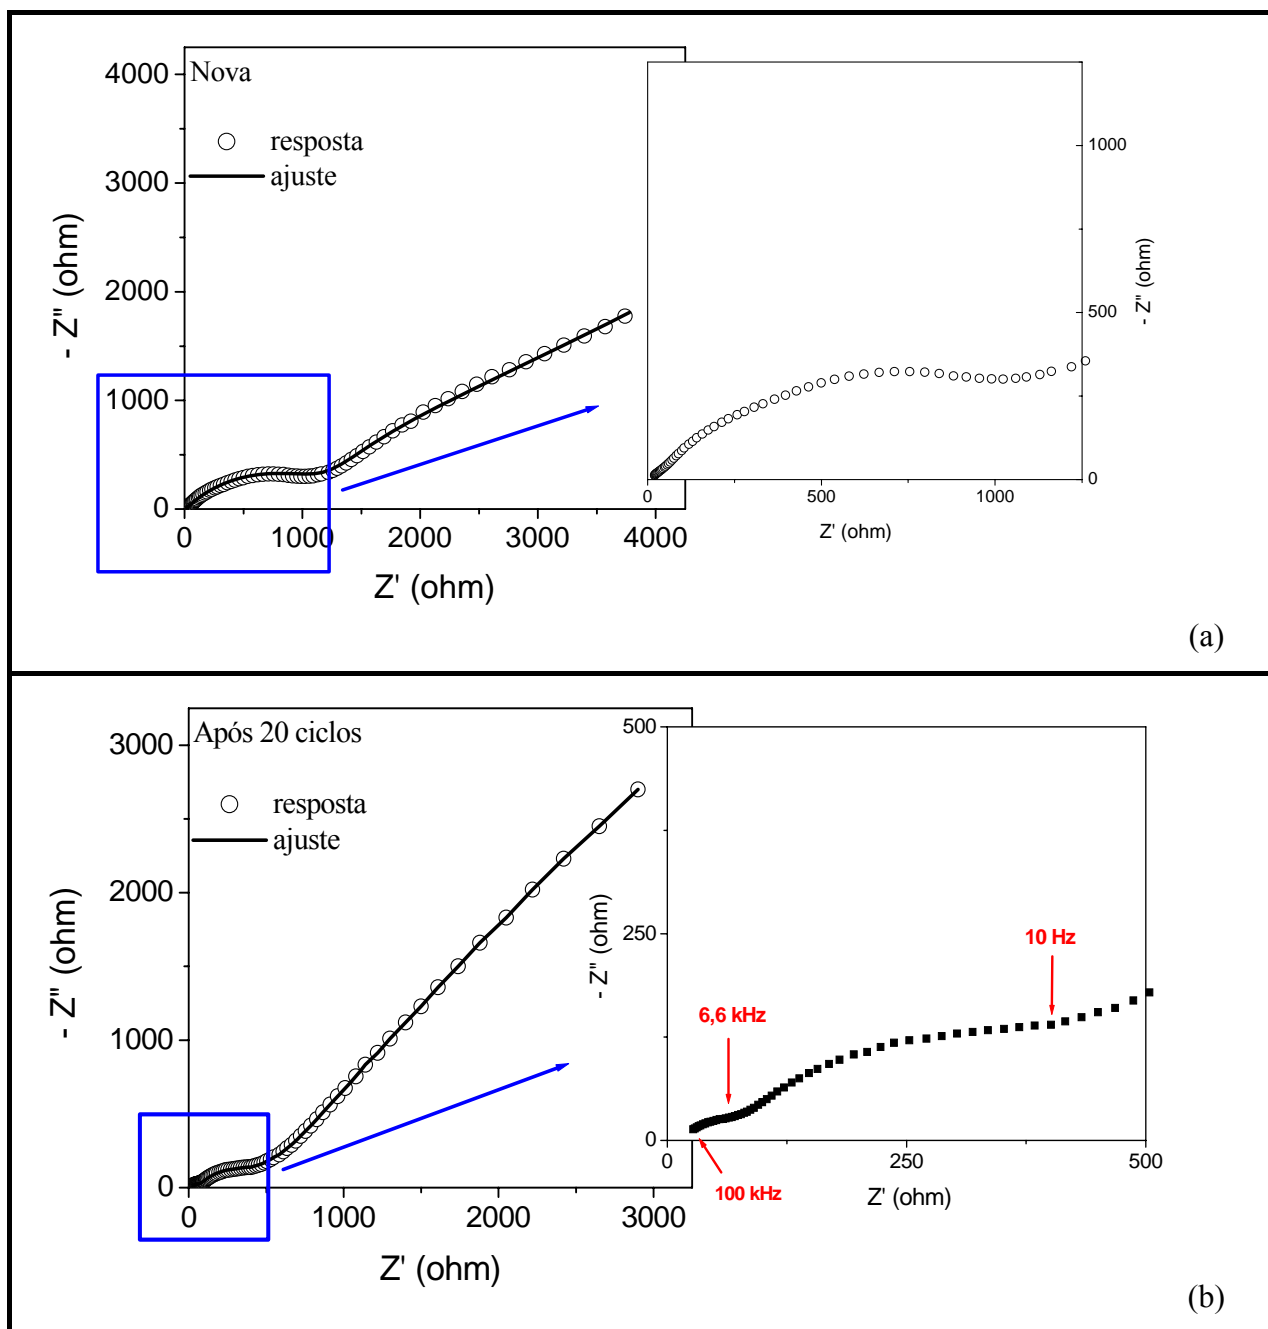 Nova
resposta
ajuste
4000
3000
2000
1000
0
- Z" (ohm)
0 1000 2000 3000 4000
Z' (ohm)
1000
500
0
- Z" (ohm)
0 500 1000
Z' (ohm)
(a)
Após 20 ciclos
resposta
ajuste
3000
2000
1000
0
- Z" (ohm)
0 1000 2000 3000
Z' (ohm)
500
250
0
- Z" (ohm)
10 Hz
6,6 kHz
100 kHz
0 250 500
Z' (ohm)
(b)